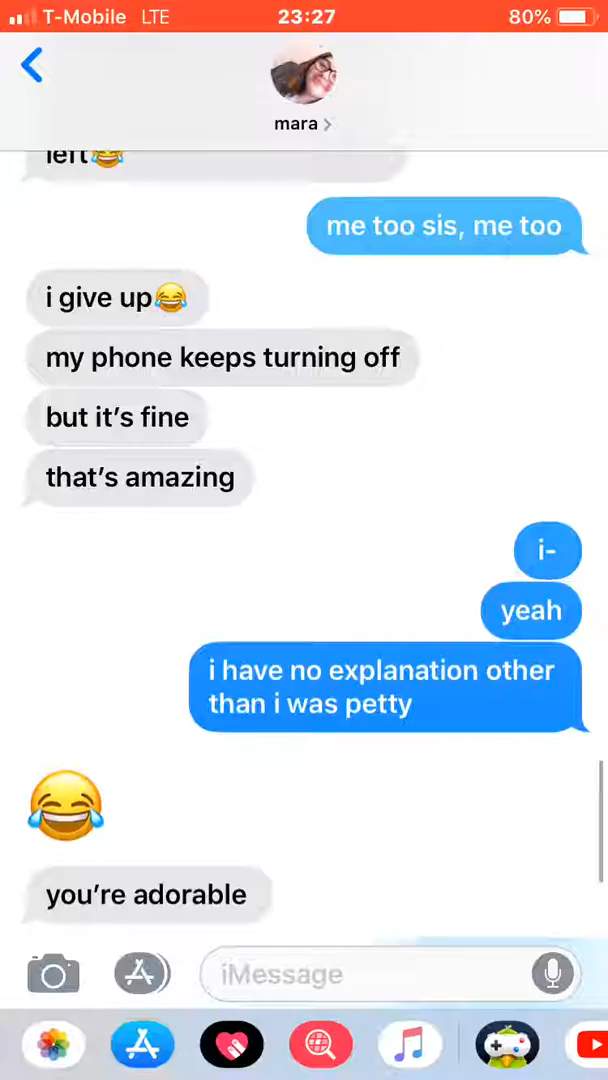 T-Mobile LTE 23:27 80%
mara >
left😂
me too sis, me too
i give up😂
my phone keeps turning off
but it’s fine
that’s amazing
i-
yeah
i have no explanation other
than i was petty
😂
you’re adorable
iMessage